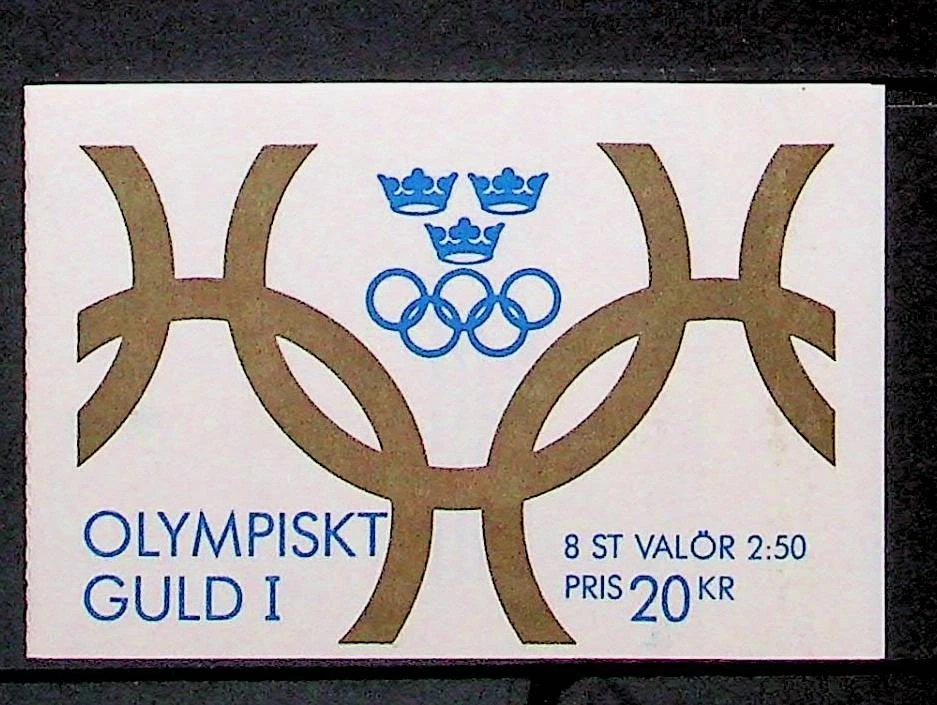 OLYMPISKT
GULD I
8 ST VALÖR 2:50
PRIS 20 KR